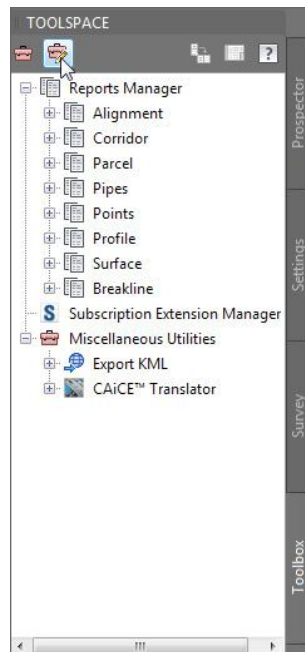 TOOLSPACE
?
Reports Manager
Alignment
Corridor
Parcel
Pipes
Points
Profile
Surface
Breakline
S Subscription Extension Manager
Miscellaneous Utilities
Export KML
CAiCE™ Translator
Prospector
Settings
Survey
Toolbox